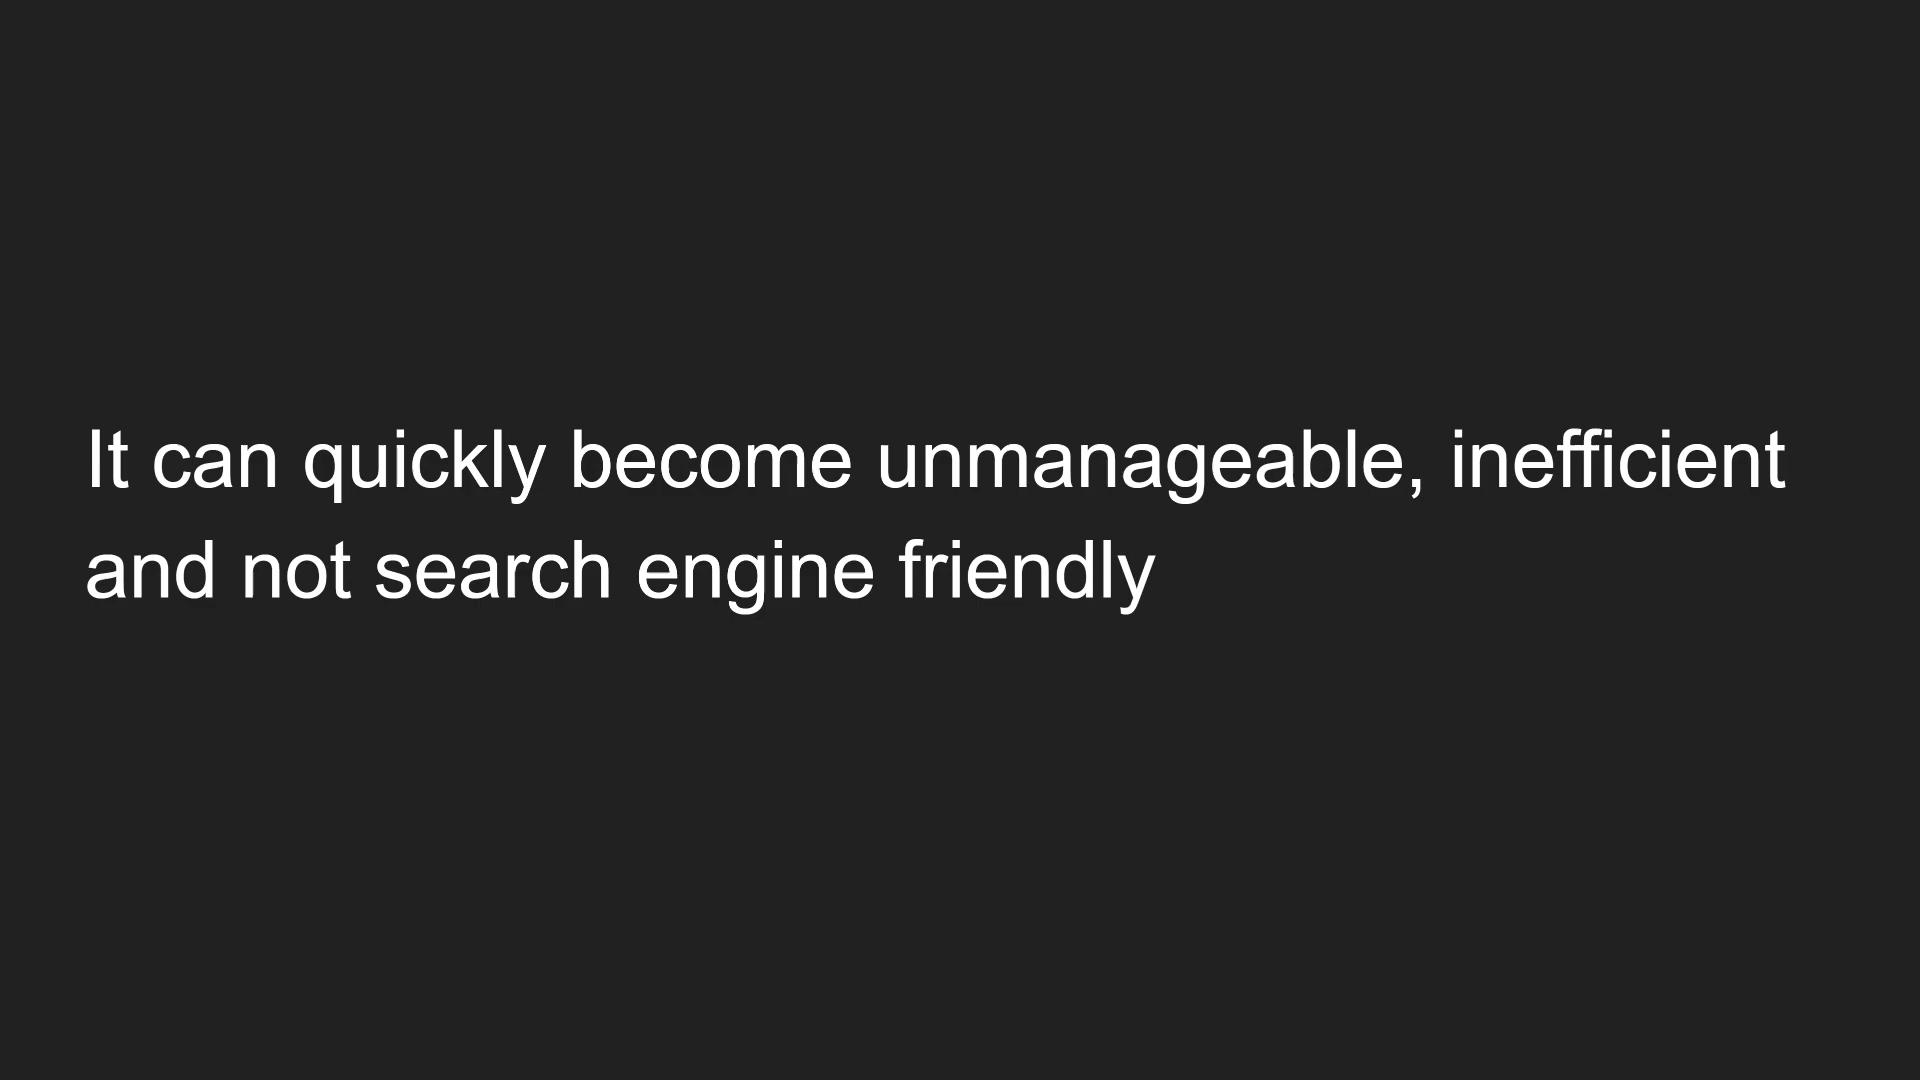 It can quickly become unmanageable, inefficient
and not search engine friendly